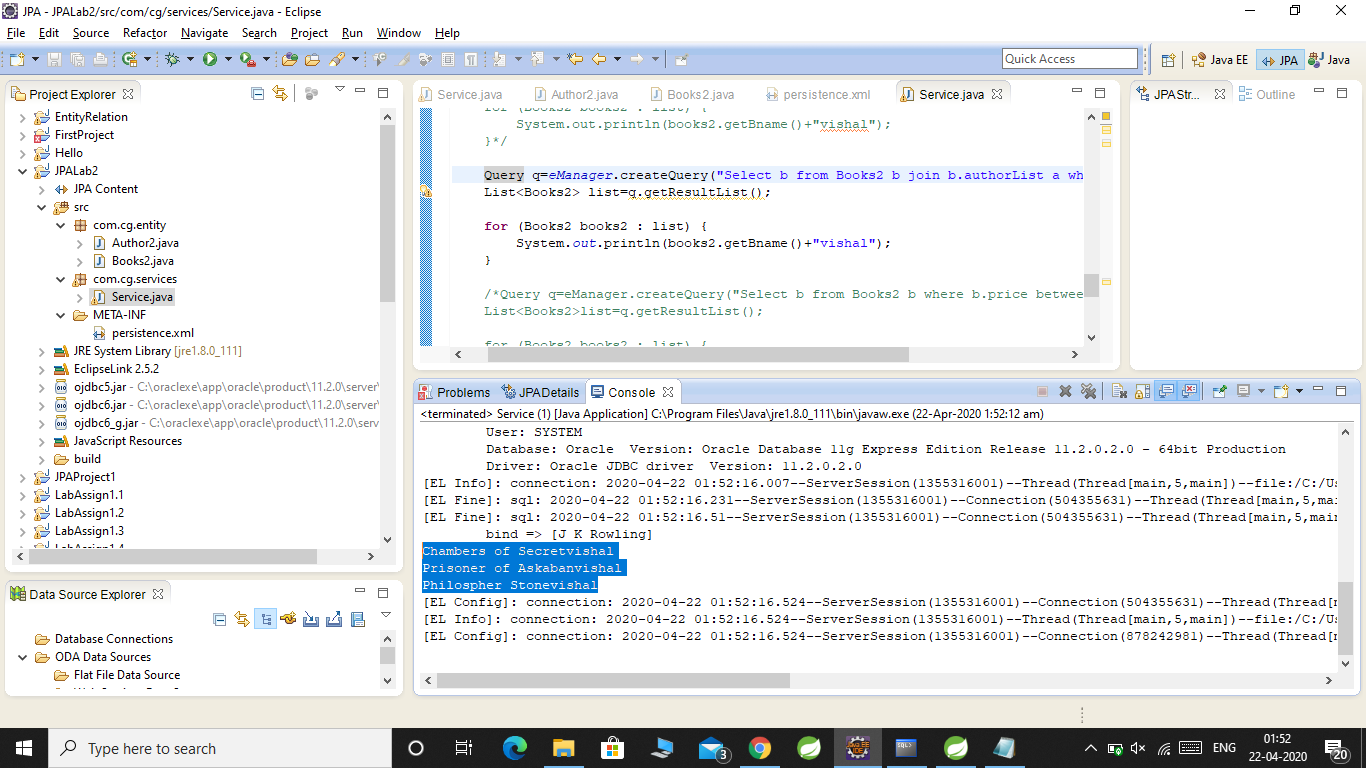 JPA - JPALab2/src/com/cg/services/Service.java - Eclipse
File Edit Source Refactor Navigate Search Project Run Window Help
Quick Access
Java EE
JPA
Java
Project Explorer
EntityRelation
FirstProject
Hello
JPALab2
JPA Content
src
com.cg.entity
Author2.java
Books2.java
com.cg.services
Service.java
META-INF
persistence.xml
JRE System Library [jre1.8.0_111]
EclipseLink 2.5.2
ojdbc5.jar - C:\oraclexe\app\oracle\product\11.2.0\server\
ojdbc6.jar - C:\oraclexe\app\oracle\product\11.2.0\server\
ojdbc6_g.jar - C:\oraclexe\app\oracle\product\11.2.0\serv
JavaScript Resources
build
JPAProject1
LabAssign1.1
LabAssign1.2
LabAssign1.3
LabAssign1.4
Service.java Author2.java Books2.java persistence.xml Service.java
for (Books2 books2 : list) {
System.out.println(books2.getBname()+"vishal");
}*/
Query q=eManager.createQuery("Select b from Books2 b join b.authorList a wh
List<Books2> list=q.getResultList();
for (Books2 books2 : list) {
System.out.println(books2.getBname()+"vishal");
}
/*Query q=eManager.createQuery("Select b from Books2 b where b.price betwee
List<Books2>list=q.getResultList();
for (Books2 books2 : list) {
JPA Str...
Outline
Problems JPA Details Console
<terminated> Service (1) [Java Application] C:\Program Files\Java\jre1.8.0_111\bin\javaw.exe (22-Apr-2020 1:52:12 am)
User: SYSTEM
Database: Oracle Version: Oracle Database 11g Express Edition Release 11.2.0.2.0 - 64bit Production
Driver: Oracle JDBC driver Version: 11.2.0.2.0
[EL Info]: connection: 2020-04-22 01:52:16.007--ServerSession(1355316001)--Thread(Thread[main,5,main])--file:/C:/Us
[EL Fine]: sql: 2020-04-22 01:52:16.231--ServerSession(1355316001)--Connection(504355631)--Thread(Thread[main,5,mai
[EL Fine]: sql: 2020-04-22 01:52:16.51--ServerSession(1355316001)--Connection(504355631)--Thread(Thread[main,5,main
bind => [J K Rowling]
Chambers of Secretvishal
Prisoner of Askabanvishal
Philospher Stonevishal
[EL Config]: connection: 2020-04-22 01:52:16.524--ServerSession(1355316001)--Connection(504355631)--Thread(Thread[m
[EL Info]: connection: 2020-04-22 01:52:16.524--ServerSession(1355316001)--Thread(Thread[main,5,main])--file:/C:/Us
[EL Config]: connection: 2020-04-22 01:52:16.524--ServerSession(1355316001)--Connection(878242981)--Thread(Thread[m
Data Source Explorer
Database Connections
ODA Data Sources
Flat File Data Source
Type here to search
3
ENG
01:52
22-04-2020
20